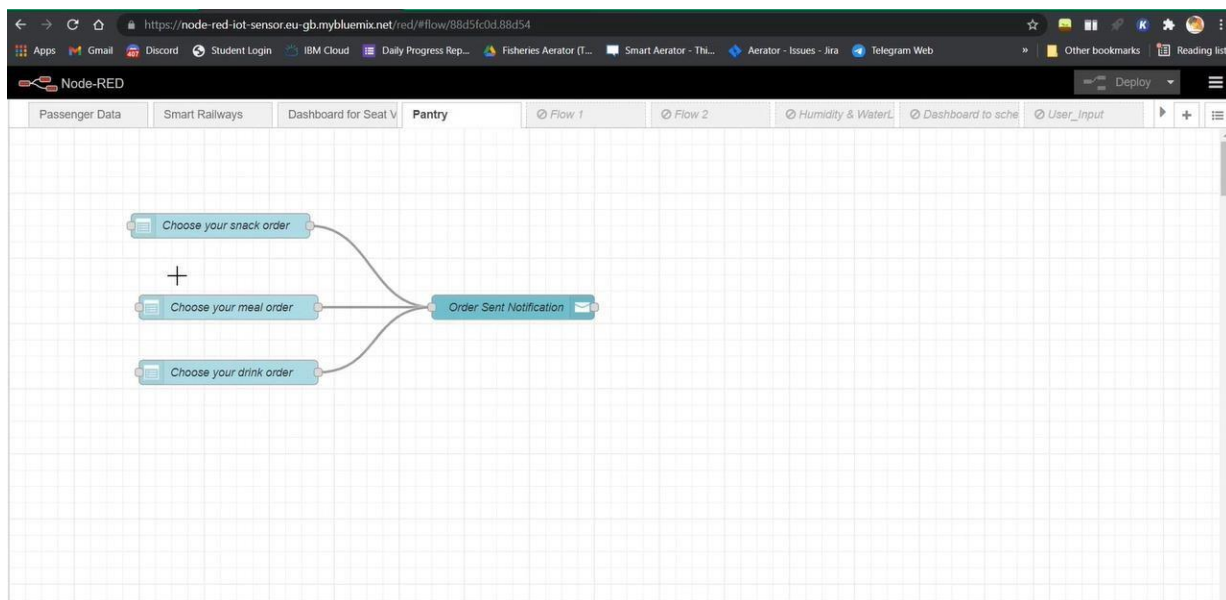 https://node-red-iot-sensor.eu-gb.mybluemix.net/red/#flow/88d5fc0d.88d54
Apps Gmail Discord Student Login IBM Cloud Daily Progress Rep... Fisheries Aerator (T... Smart Aerator - Thi... Aerator - Issues - Jira Telegram Web » Other bookmarks Reading list
Node-RED Deploy
Passenger Data Smart Railways Dashboard for Seat V Pantry Flow 1 Flow 2 Humidity & WaterL Dashboard to sche User_Input
Choose your snack order
Choose your meal order Order Sent Notification
Choose your drink order